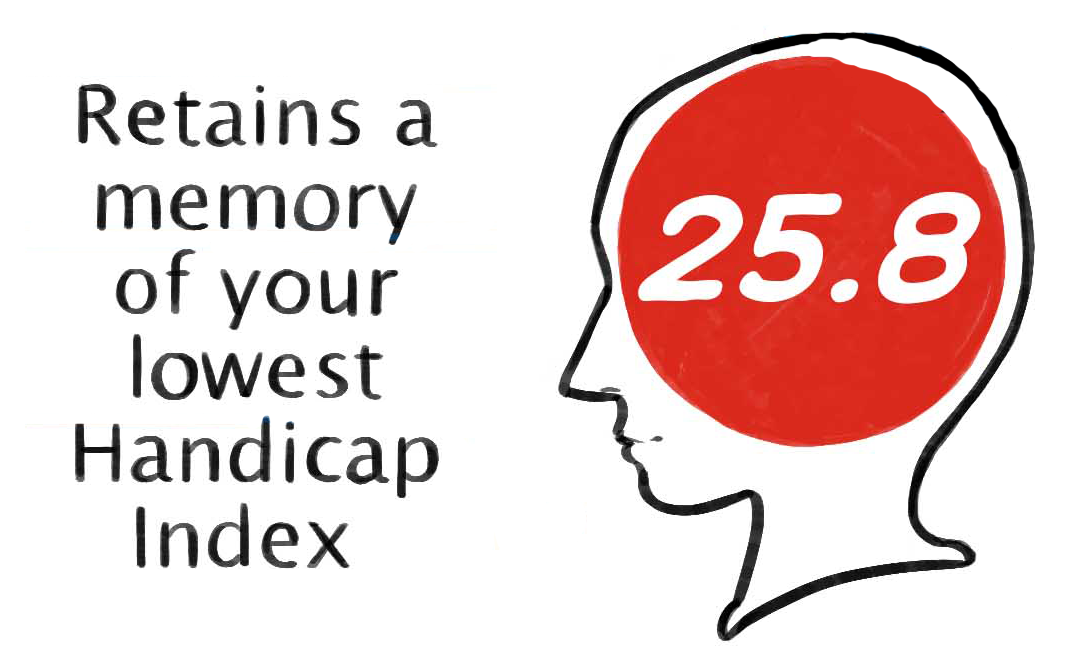 Retains a
memory
of your
lowest
Handicap
Index
25.8